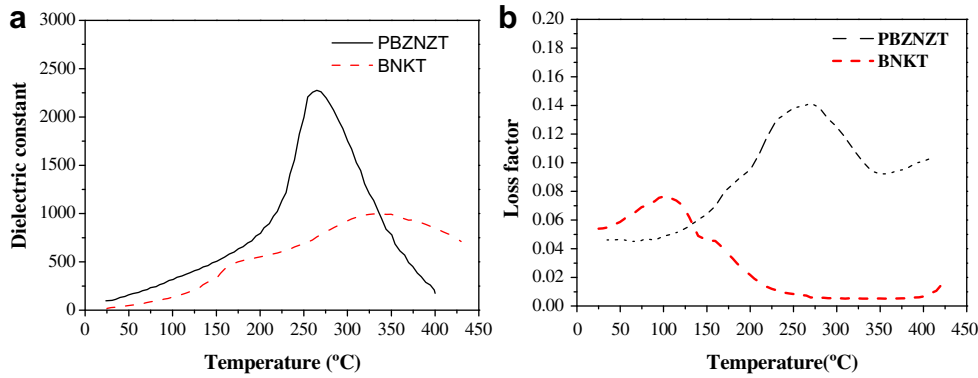 a
3000
2500
2000
1500
1000
500
0
Dielectric constant
PBZNZT
BNKT
0 50 100 150 200 250 300 350 400 450
Temperature (ºC)
b
0.20
0.18
0.16
0.14
0.12
0.10
0.08
0.06
0.04
0.02
0.00
Loss factor
PBZNZT
BNKT
0 50 100 150 200 250 300 350 400 450
Temperature(ºC)